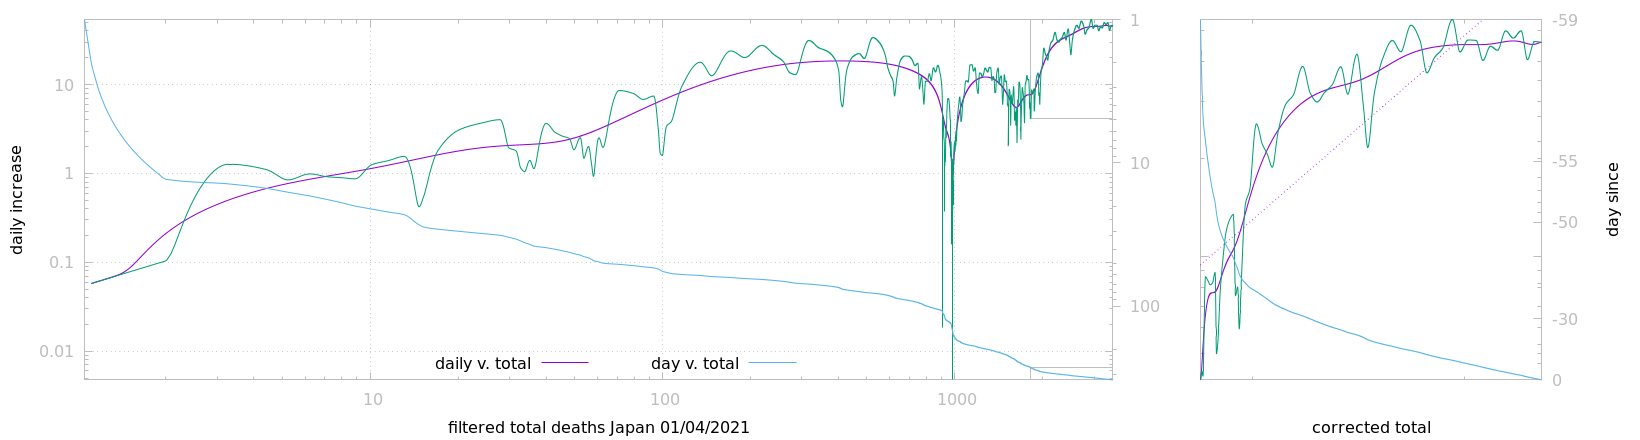 daily increase
10
1
0.1
0.01
daily v. total
day v. total
10
100
1000
filtered total deaths Japan 01/04/2021
1
10
100
-59
-55
-50
-30
0
day since
corrected total